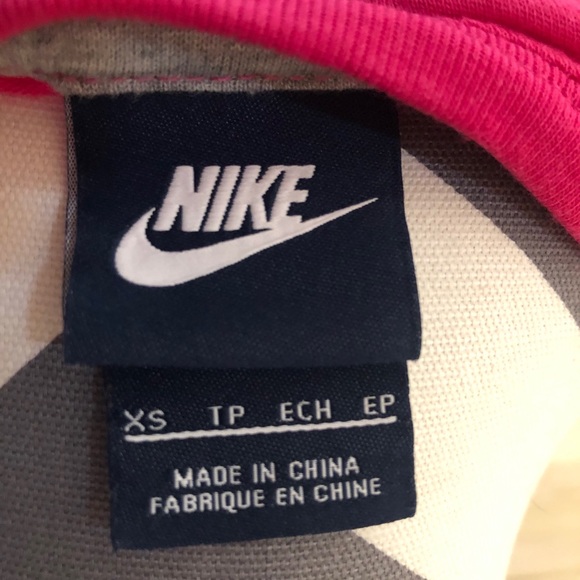 NIKE
XS TP ECH EP
MADE IN CHINA
FABRIQUE EN CHINE